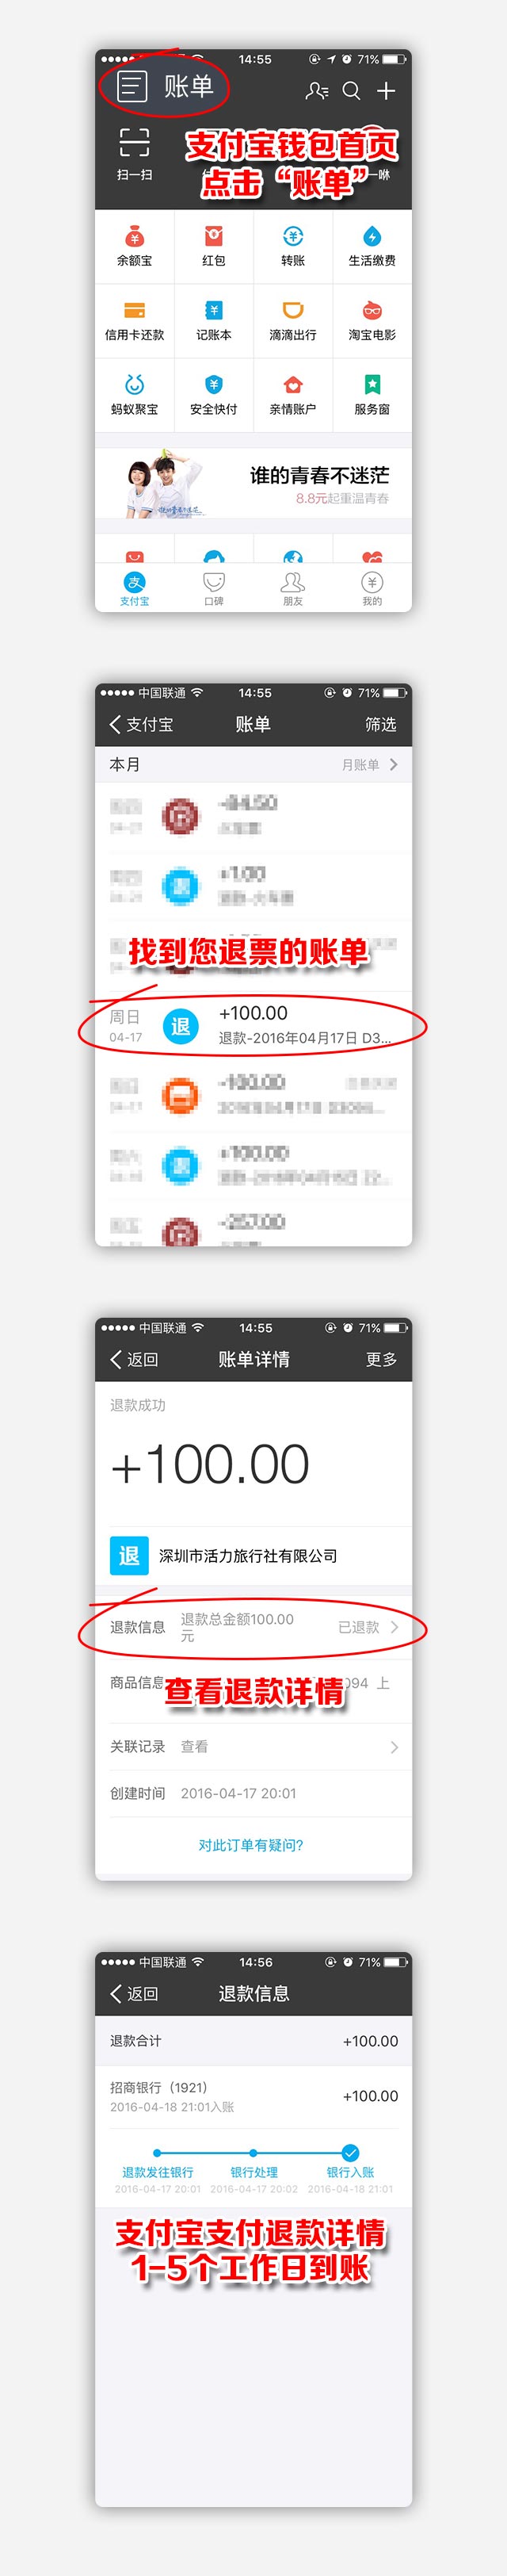 14:55
71%
账单
支付宝钱包首页
点击“账单”
扫一扫
咻
余额宝
红包
转账
生活缴费
信用卡还款
记账本
滴滴出行
淘宝电影
蚂蚁聚宝
安全快付
亲情账户
服务窗
谁的青春不迷茫
8.8元起重温青春
支付宝
口碑
朋友
我的
中国联通
14:55
71%
支付宝
账单
筛选
本月
月账单
+1.00
找到您退票的账单
周日
04-17
退
+100.00
退款-2016年04月17日 D3...
-100.00
+100.00
-257.00
中国联通
14:55
71%
返回
账单详情
更多
退款成功
+100.00
退
深圳市活力旅行社有限公司
退款信息
退款总金额100.00
元
已退款
商品信息
094 上
查看退款详情
关联记录
查看
创建时间
2016-04-17 20:01
对此订单有疑问?
中国联通
14:56
71%
返回
退款信息
退款合计
+100.00
招商银行（1921）
2016-04-18 21:01入账
+100.00
退款发往银行
银行处理
银行入账
2016-04-17 20:01
2016-04-17 20:02
2016-04-18 21:01
支付宝支付退款详情
1-5个工作日到账